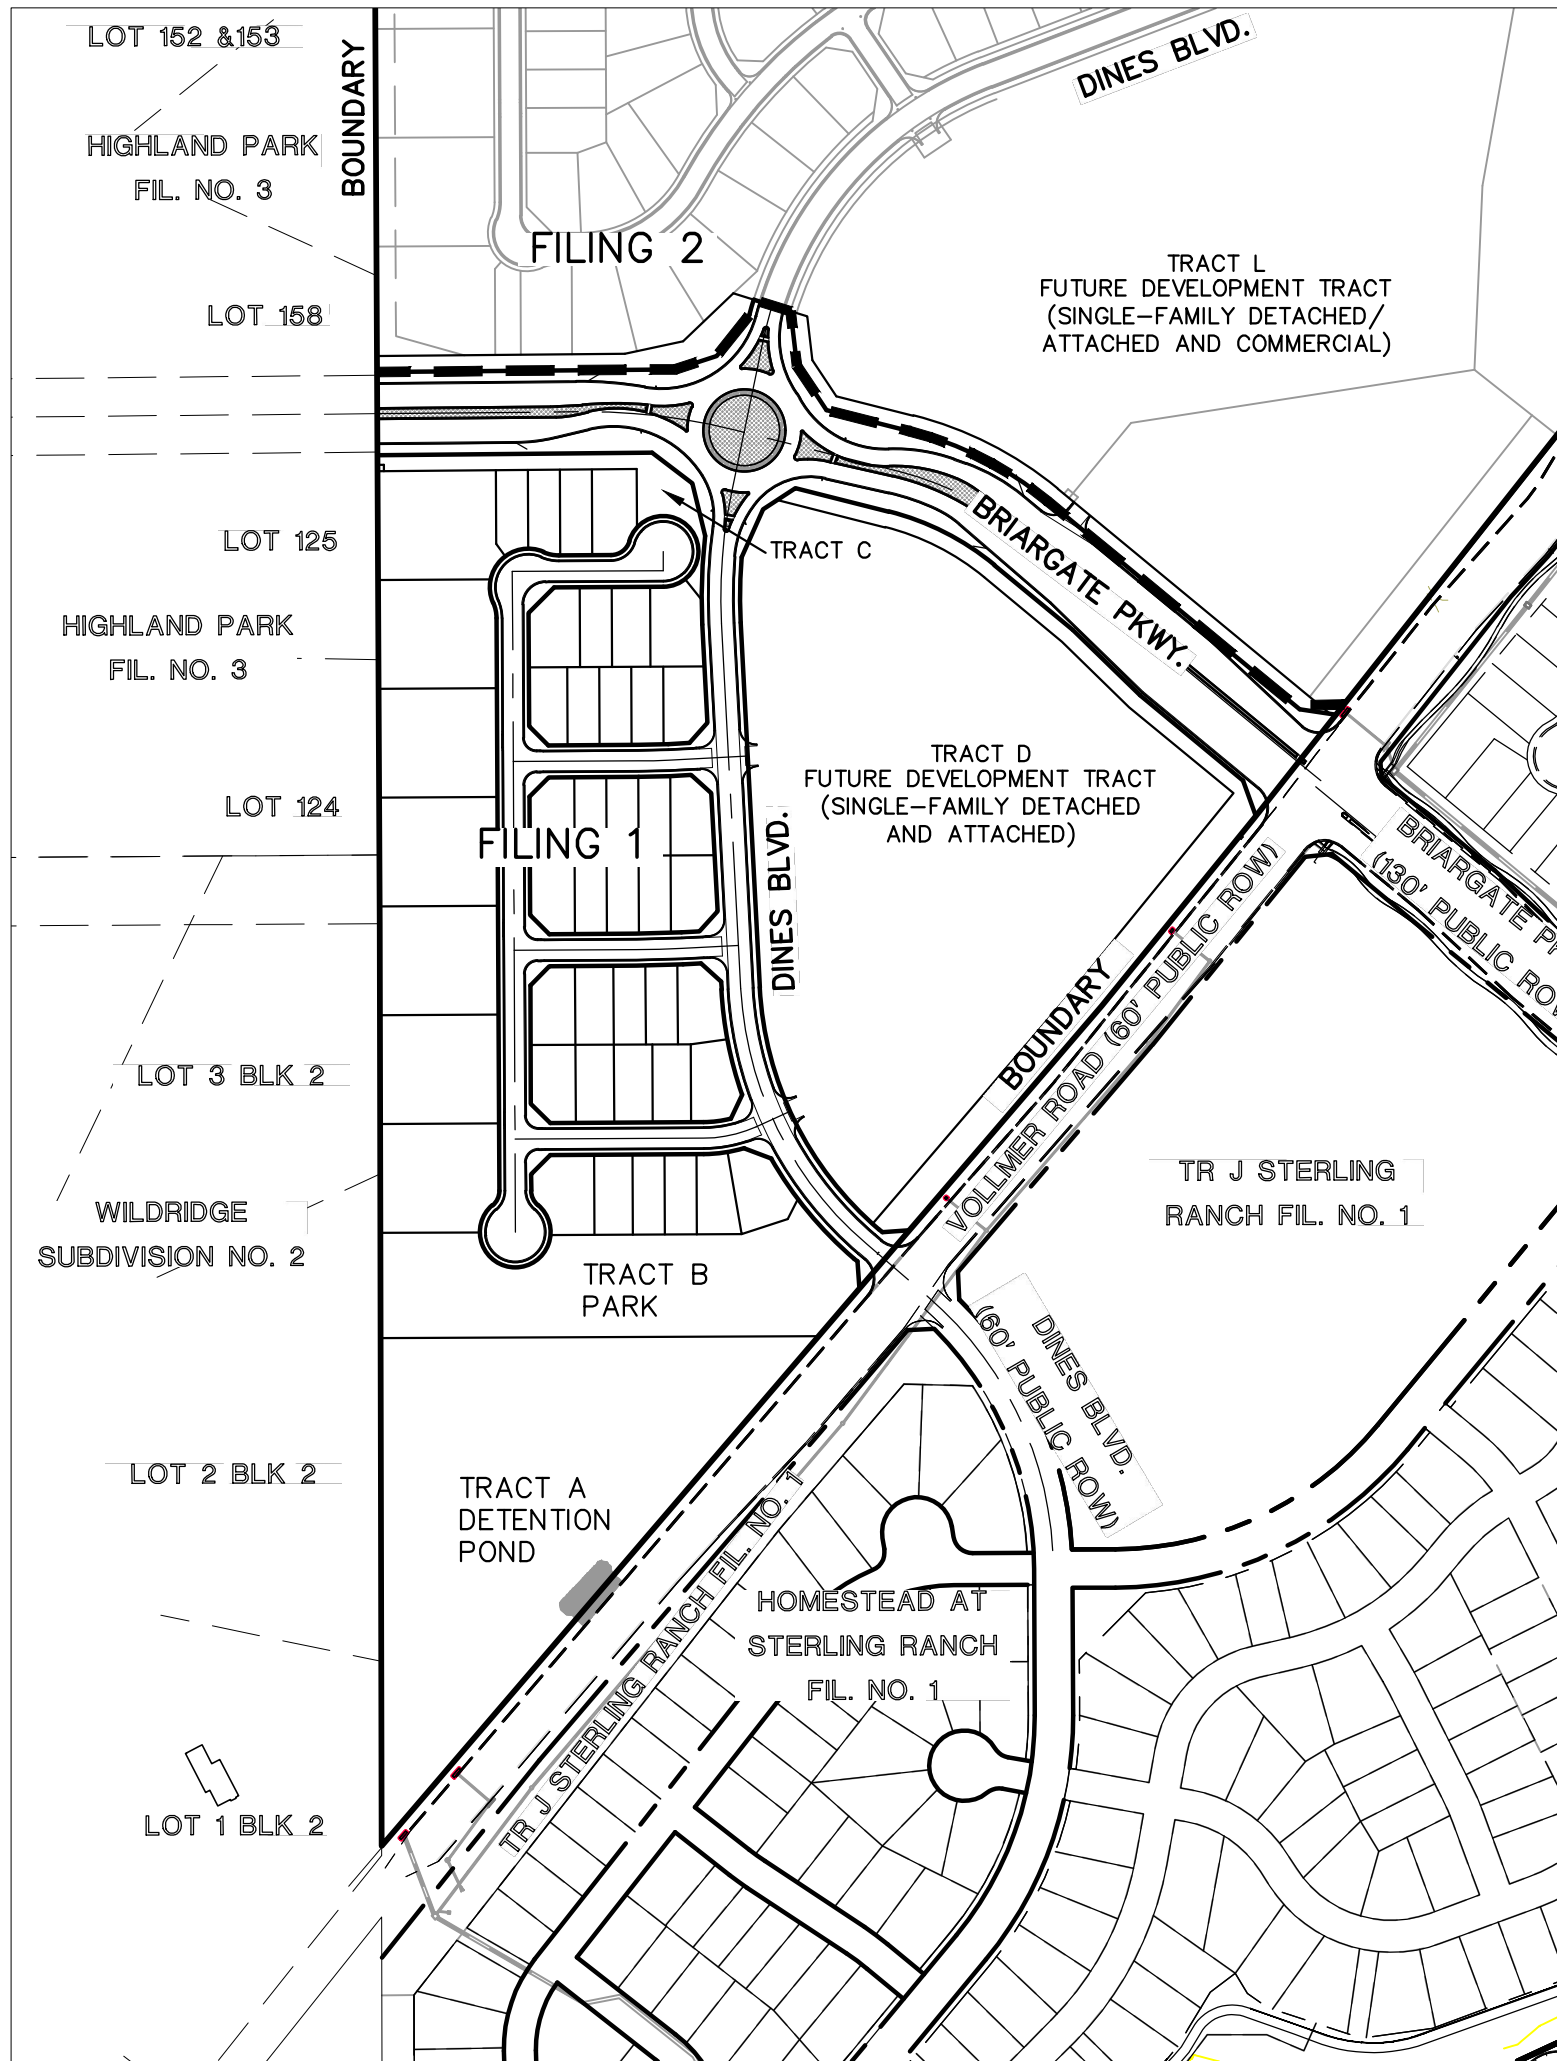 LOT 152 &153
BOUNDARY
DINES BLVD.
HIGHLAND PARK
FIL. NO. 3
FILING 2
LOT 158
TRACT L
FUTURE DEVELOPMENT TRACT
(SINGLE-FAMILY DETACHED/
ATTACHED AND COMMERCIAL)
LOT 125
TRACT C
BRIARGATE PKWY.
HIGHLAND PARK
FIL. NO. 3
TRACT D
FUTURE DEVELOPMENT TRACT
(SINGLE-FAMILY DETACHED
AND ATTACHED)
LOT 124
FILING 1
DINES BLVD.
BRIARGATE
(130' PUBLIC
BOUNDARY
VOLLMER ROAD (60' PUBLIC ROW)
LOT 3 BLK 2
TR J STERLING
RANCH FIL. NO. 1
WILDRIDGE
SUBDIVISION NO. 2
TRACT B
PARK
DINES BLVD.
(60' PUBLIC ROW)
LOT 2 BLK 2
TRACT A
DETENTION
POND
TR J STERLING RANCH FIL. NO. 1
HOMESTEAD AT
STERLING RANCH
FIL. NO. 1
LOT 1 BLK 2